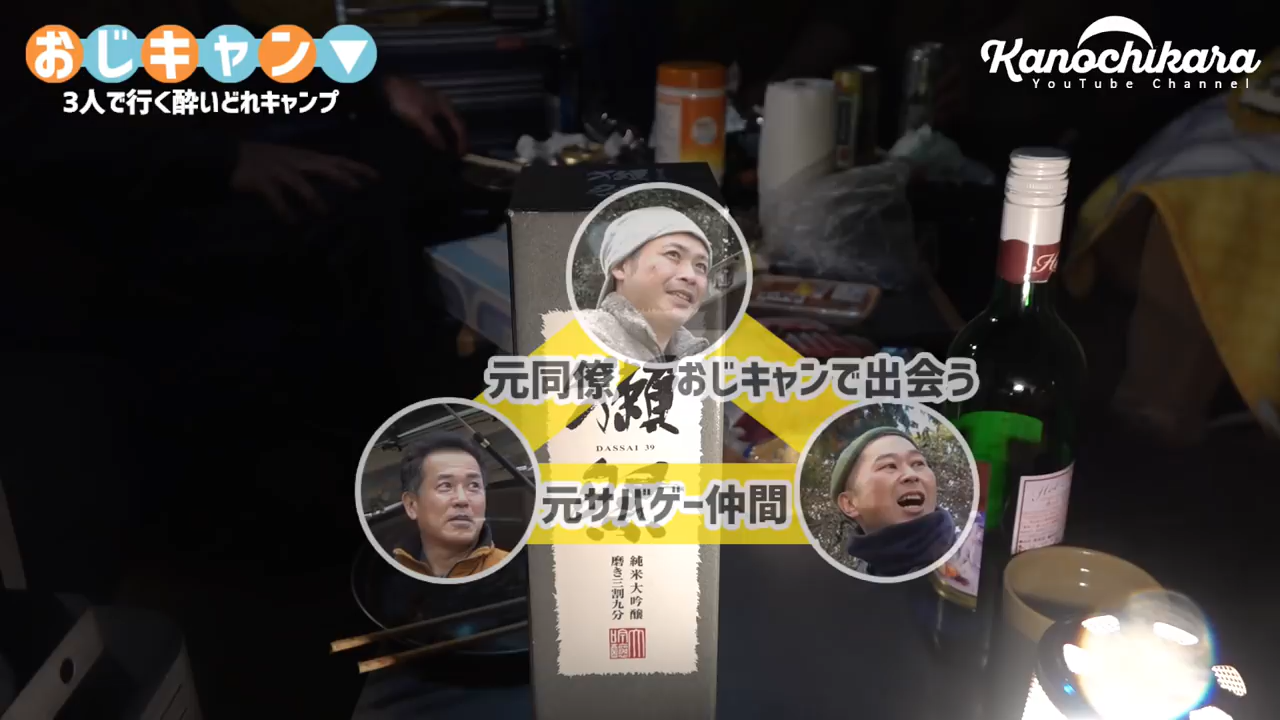 おじキャン▼
3人で行く酔いどれキャンプ
Kanochikara
YouTube Channel
元同僚
おじキャンで出会う
獺
DASSAI 39
祭
元サバゲー仲間
純米大吟醸
磨き三割九分